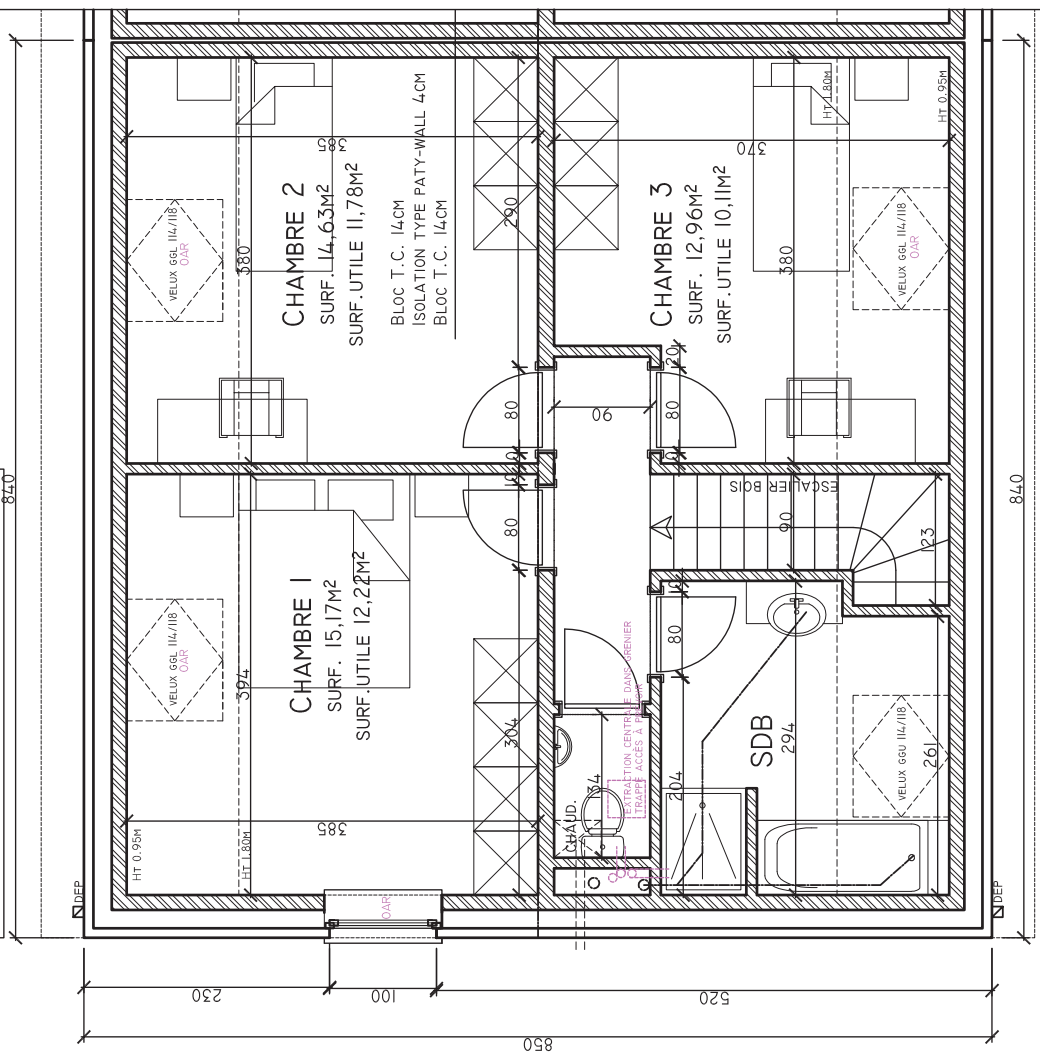 840
840
HT 1.80M
HT 0.95M
385
370
CHAMBRE 2
SURF. 14,63M²
SURF.UTILE 11,78M²
BLOC T.C. 14CM
ISOLATION TYPE PATY-WALL 4CM
BLOC T.C. 14CM
VELUX GGL 114/118
OAR
380
290
CHAMBRE 3
SURF. 12,96M²
SURF.UTILE 10,11M²
380
VELUX GGL 114/118
OAR
20
80
90
80
ESCALIER BOIS
80
90
123
CHAMBRE 1
SURF. 15,17M²
SURF.UTILE 12,22M²
VELUX GGL 114/118
OAR
394
304
80
EXTRACTION CENTRALE DANS GRENIER
TRAPPE ACCÈS À
134
204
SDB
294
261
VELUX GGU 114/118
CHAUD.
385
HT 0.95M
HT 1.80M
DEP
OAR
DEP
230
100
520
850